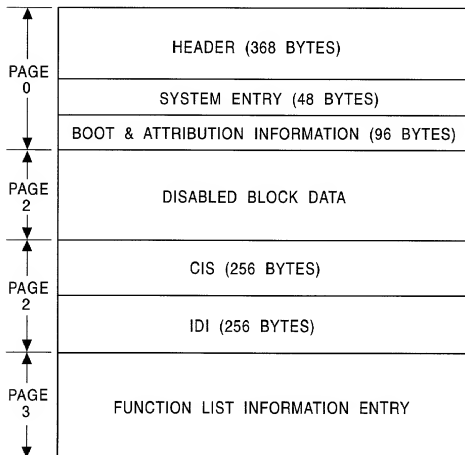 PAGE
0
HEADER (368 BYTES)
SYSTEM ENTRY (48 BYTES)
BOOT & ATTRIBUTION INFORMATION (96 BYTES)
PAGE
2
DISABLED BLOCK DATA
PAGE
2
CIS (256 BYTES)
IDI (256 BYTES)
PAGE
3
FUNCTION LIST INFORMATION ENTRY